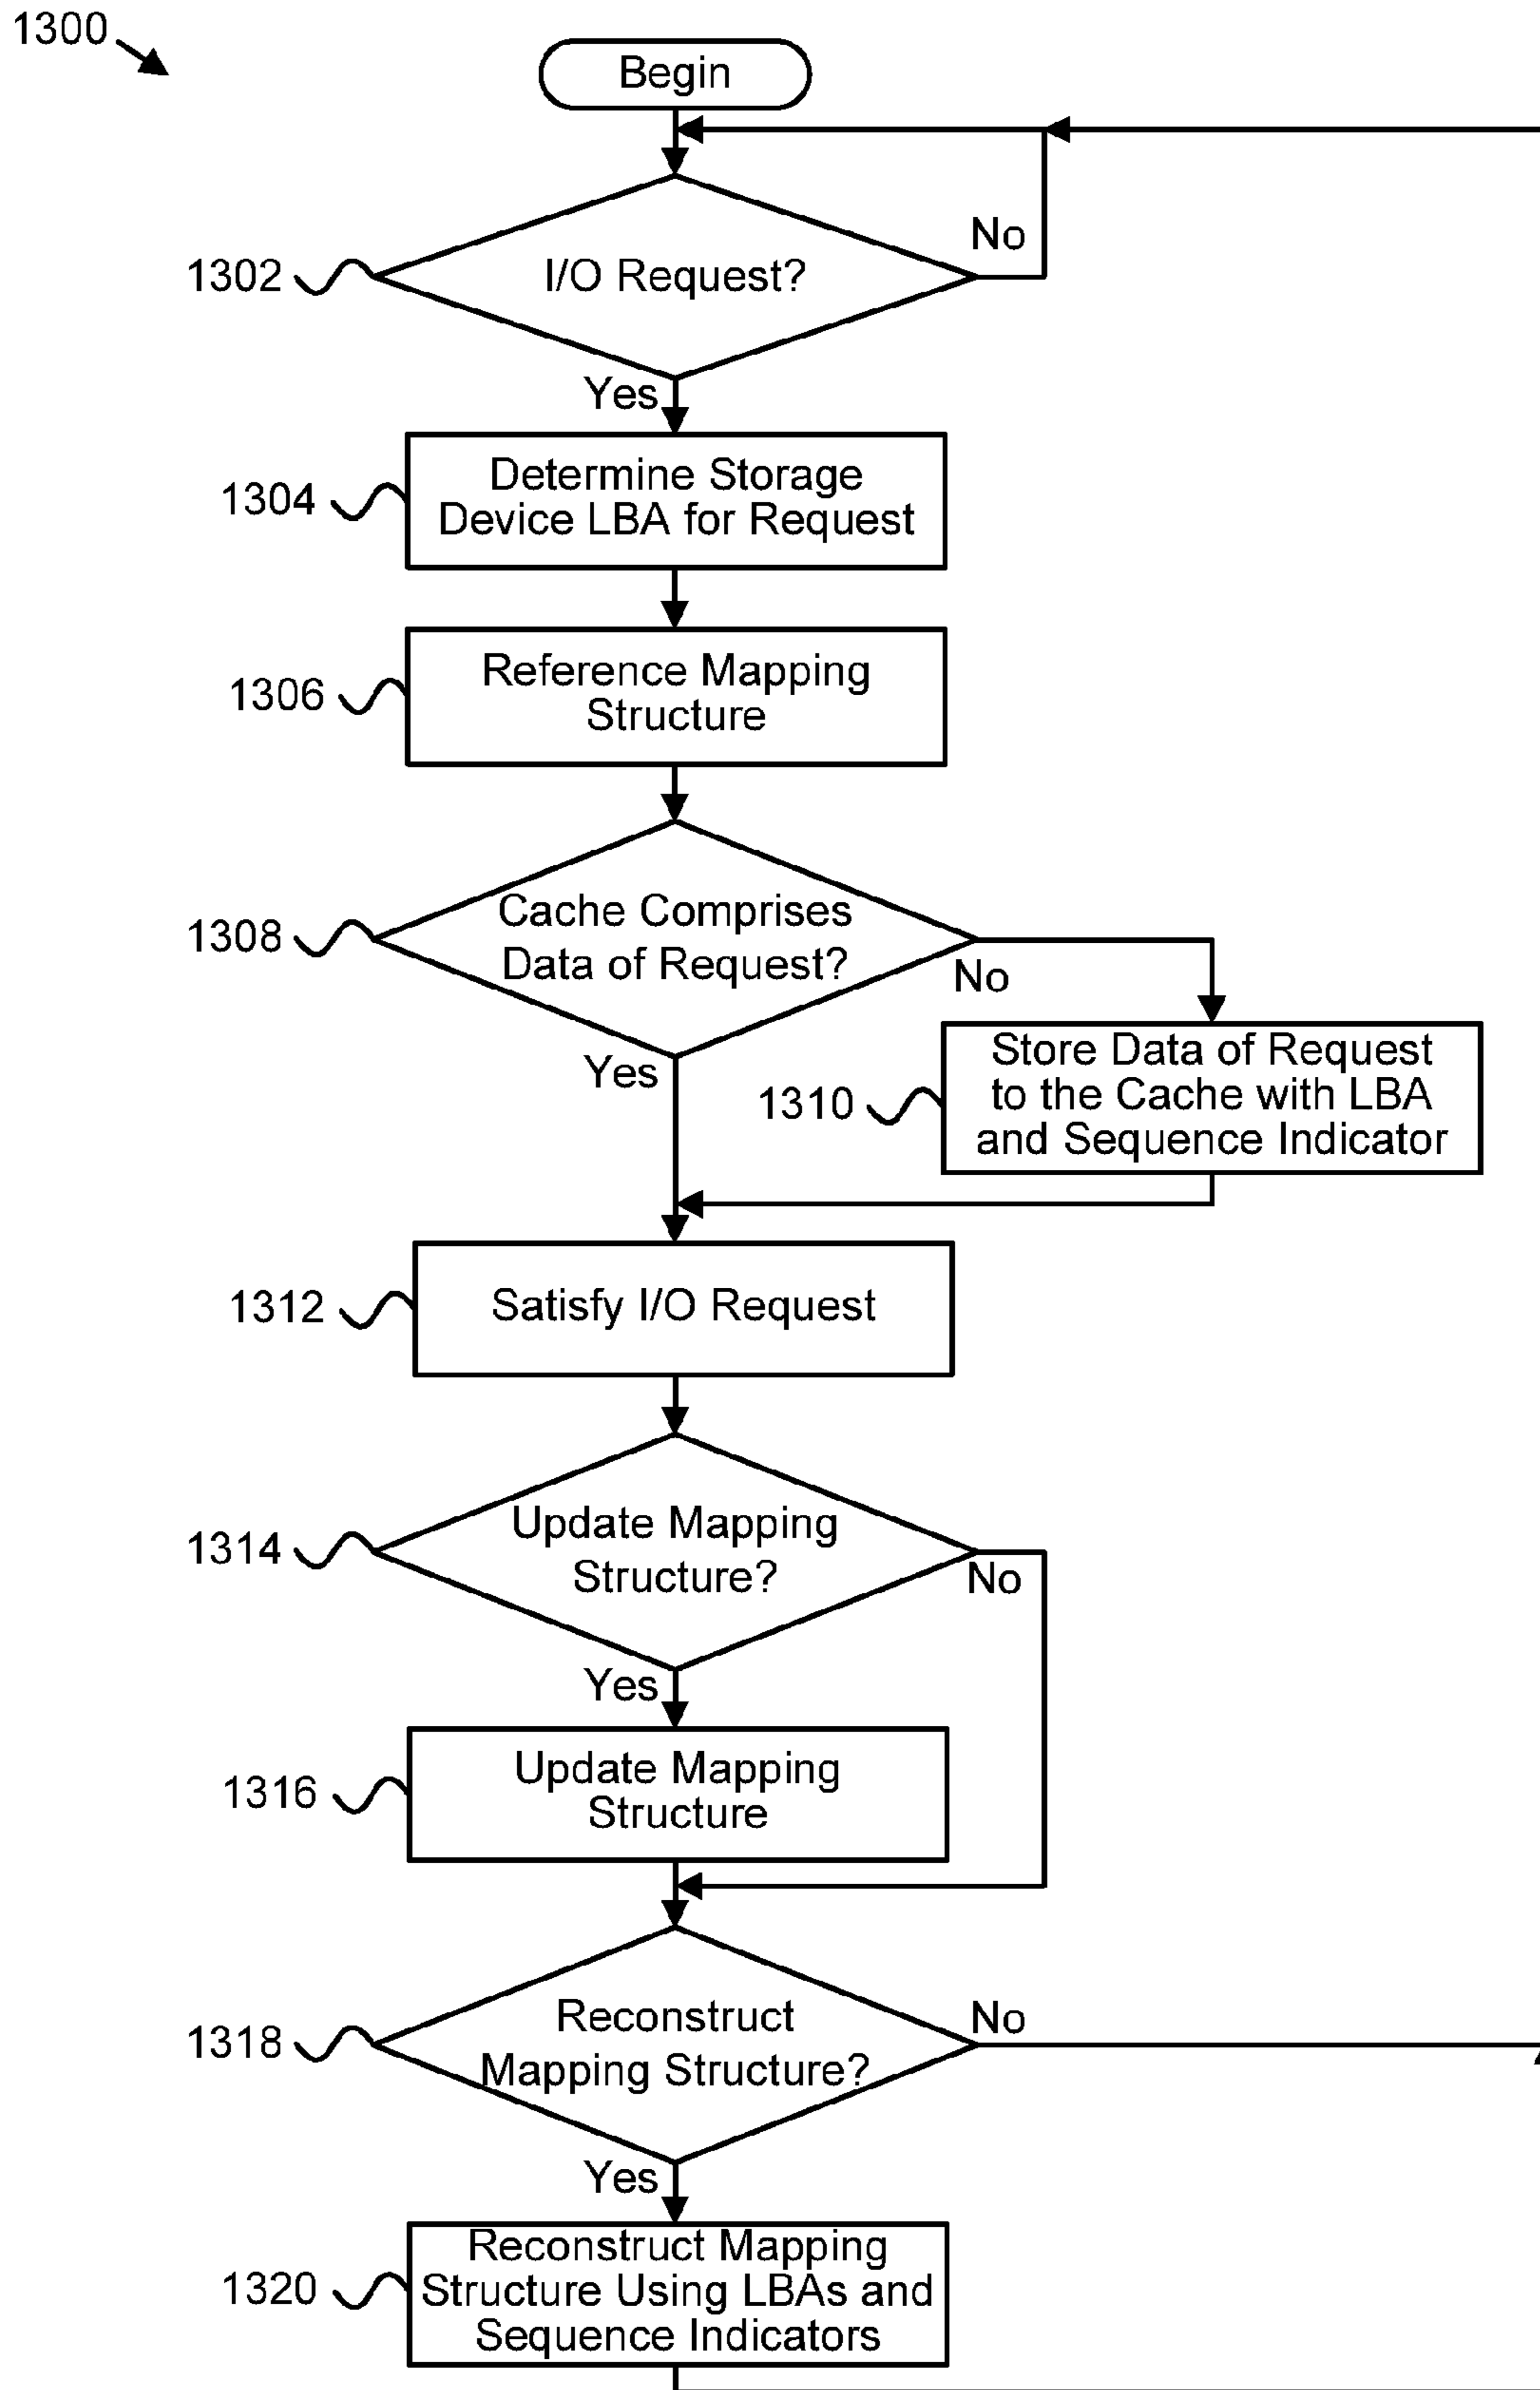 1300
Begin
No
1302
I/O Request?
Yes
1304
Determine Storage
Device LBA for Request
1306
Reference Mapping
Structure
1308
Cache Comprises
Data of Request?
No
Yes
1310
Store Data of Request
to the Cache with LBA
and Sequence Indicator
1312
Satisfy I/O Request
1314
Update Mapping
Structure?
No
Yes
1316
Update Mapping
Structure
1318
Reconstruct
Mapping Structure?
No
Yes
1320
Reconstruct Mapping
Structure Using LBAs and
Sequence Indicators